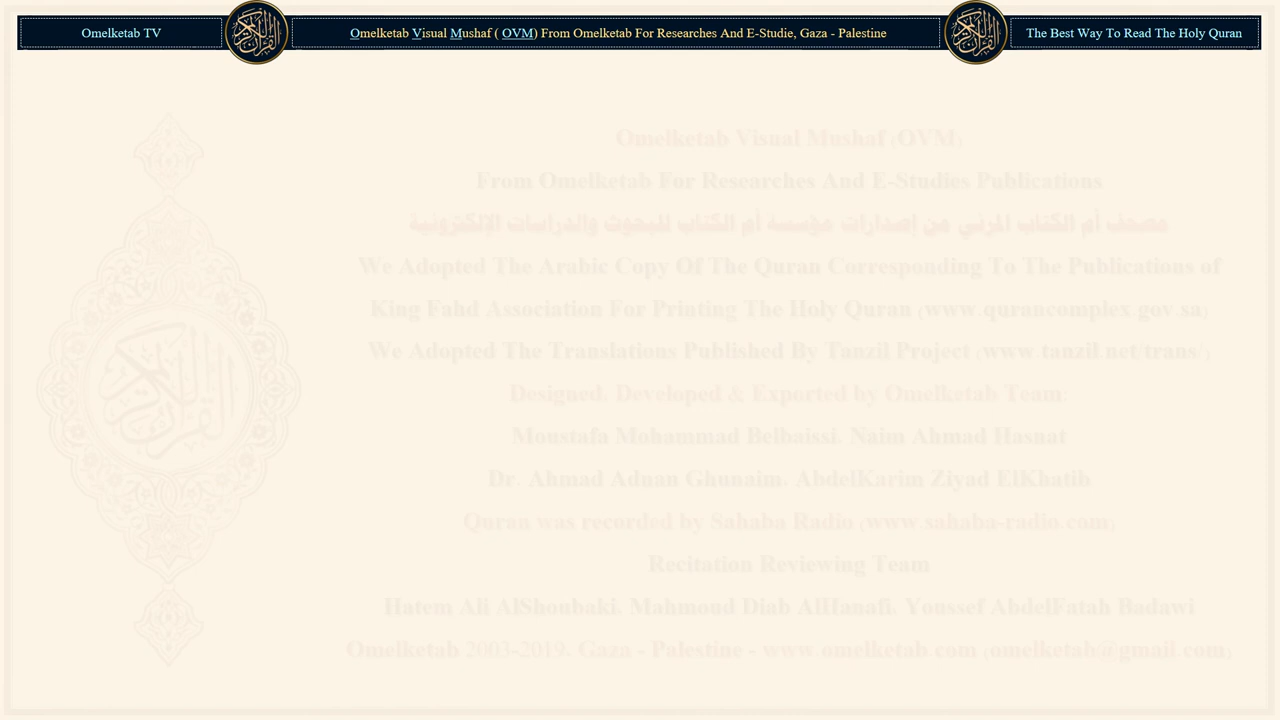 Omelketab TV
Omelketab Visual Mushaf ( OVM) From Omelketab For Researches And E-Studie, Gaza - Palestine
The Best Way To Read The Holy Quran
Omelketab Visual Mushaf (OVM)
From Omelketab For Researches And E-Studies Publications
مصحف أم الكتاب المرئي من إصدارات مؤسسة أم الكتاب للبحوث والدراسات الإلكترونية
We Adopted The Arabic Copy Of The Quran Corresponding To The Publications of
King Fahd Association For Printing The Holy Quran (www.qurancomplex.gov.sa)
We Adopted The Translations Published By Tanzil Project (www.tanzil.net/trans/)
Designed, Developed & Exported by Omelketab Team:
Moustafa Mohammad Belbaissi, Naim Ahmad Hasnat
Dr. Ahmad Adnan Ghunaim, AbdelKarim Ziyad ElKhatib
Quran was recorded by Sahaba Radio (www.sahaba-radio.com)
Recitation Reviewing Team
Hatem Ali AlShoubaki, Mahmoud Diab AlHanafi, Youssef AbdelFatah Badawi
Omelketab 2003-2019, Gaza - Palestine - www.omelketab.com (omelketab@gmail.com)